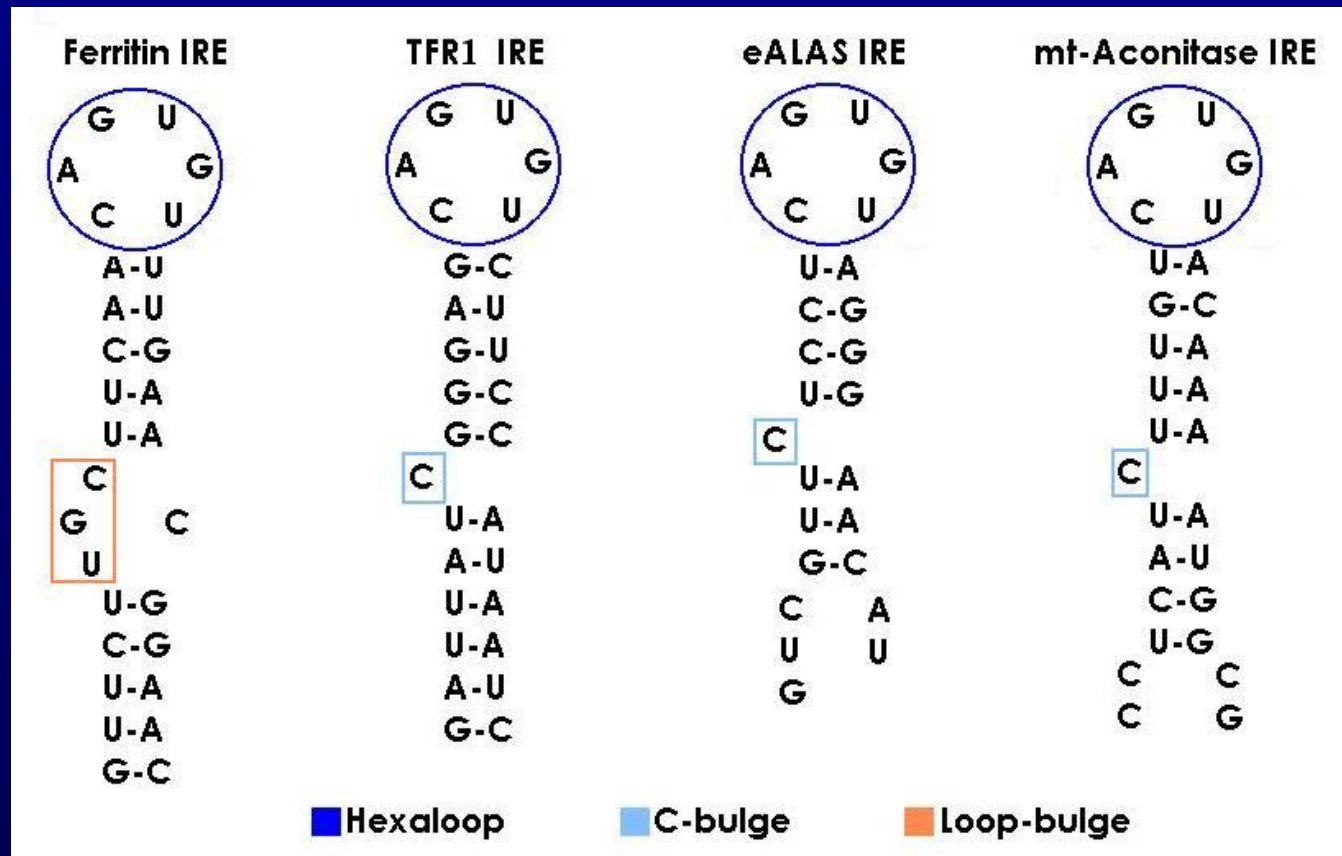 Ferritin IRE TFR1 IRE eALAS IRE mt-Aconitase IRE
G U G U G U G U
A G A G A G A G
C U C U C U C U
A-U G-C U-A U-A
A-U A-U C-G G-C
C-G G-U C-G U-A
U-A G-C U-G U-A
U-A G-C C U-A
C C U-A C
G C U-A U-A U-A
U A-U G-C A-U
U-G U-A C A C-G
C-G U-A U U U-G
U-A A-U G C C
U-A G-C C G
G-C
Hexaloop C-bulge Loop-bulge